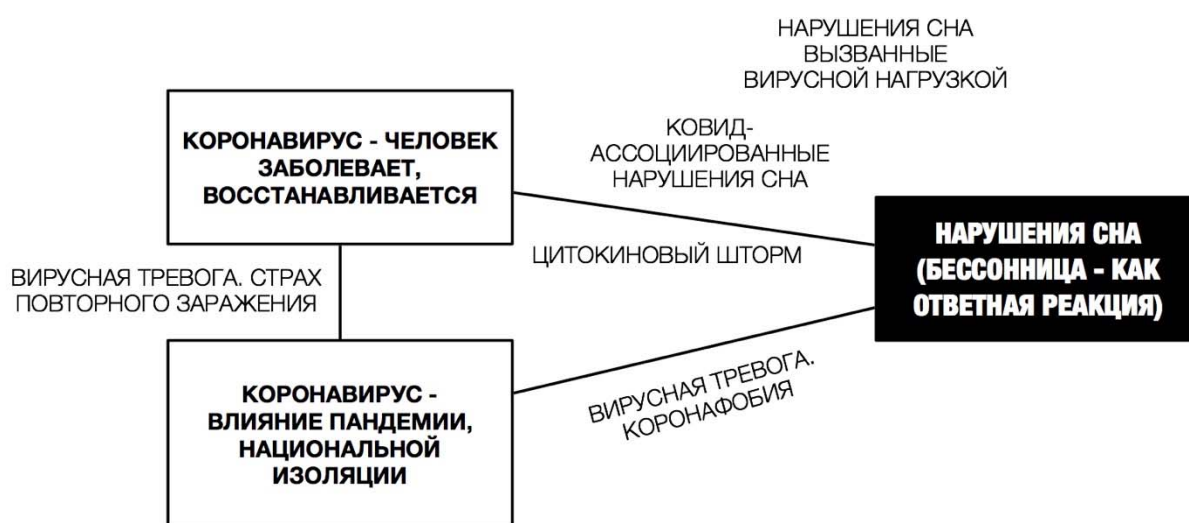 НАРУШЕНИЯ СНА
ВЫЗВАННЫЕ
ВИРУСНОЙ НАГРУЗКОЙ
КОРОНАВИРУС - ЧЕЛОВЕК
ЗАБОЛЕВАЕТ,
ВОССТАНАВЛИВАЕТСЯ
КОВИД-
АССОЦИИРОВАННЫЕ
НАРУШЕНИЯ СНА
ЦИТОКИНОВЫЙ ШТОРМ
НАРУШЕНИЯ СНА
(БЕССОННИЦА - КАК
ОТВЕТНАЯ РЕАКЦИЯ)
ВИРУСНАЯ ТРЕВОГА. СТРАХ
ПОВТОРНОГО ЗАРАЖЕНИЯ
КОРОНАВИРУС -
ВЛИЯНИЕ ПАНДЕМИИ,
НАЦИОНАЛЬНОЙ
ИЗОЛЯЦИИ
ВИРУСНАЯ ТРЕВОГА.
КОРОНАФОБИЯ